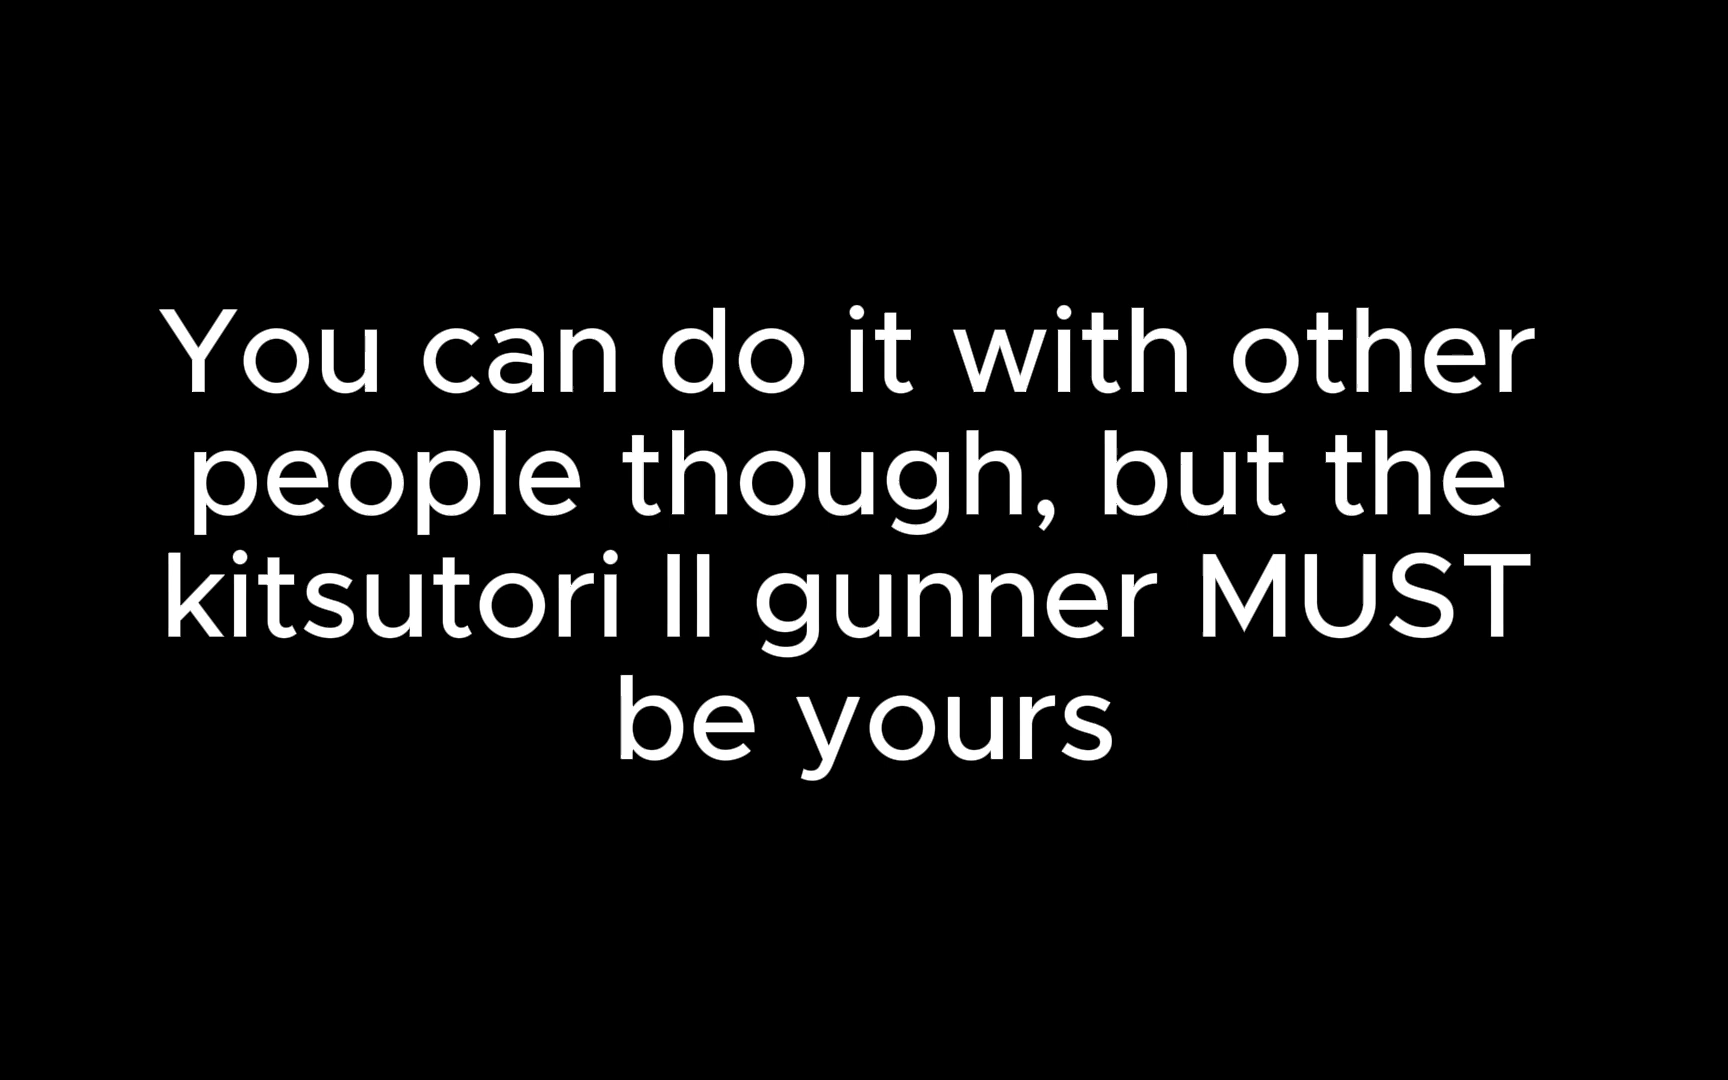 You can do it with other
people though, but the
kitsutori II gunner MUST
be yours